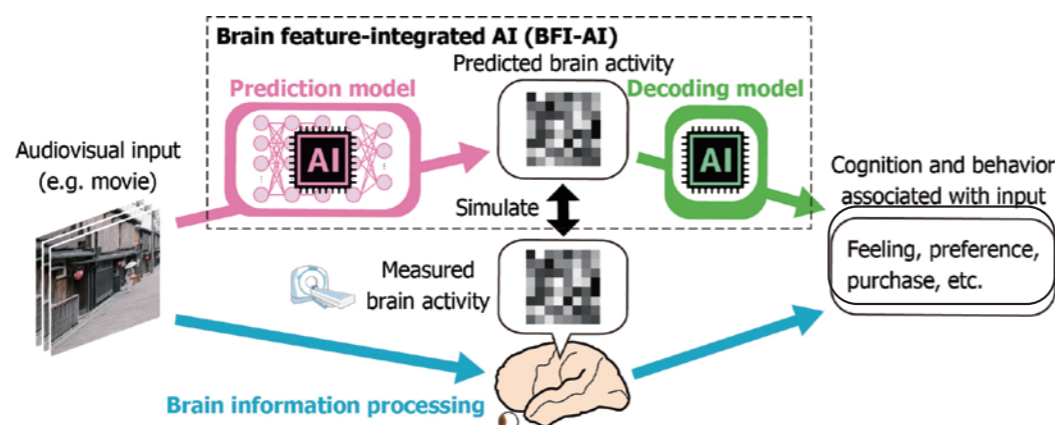 Brain feature-integrated AI (BFI-AI)
Predicted brain activity
Prediction model
Decoding model
AI
AI
Audiovisual input
(e.g. movie)
Simulate
Cognition and behavior
associated with input
Feeling, preference,
purchase, etc.
Measured
brain activity
Brain information processing